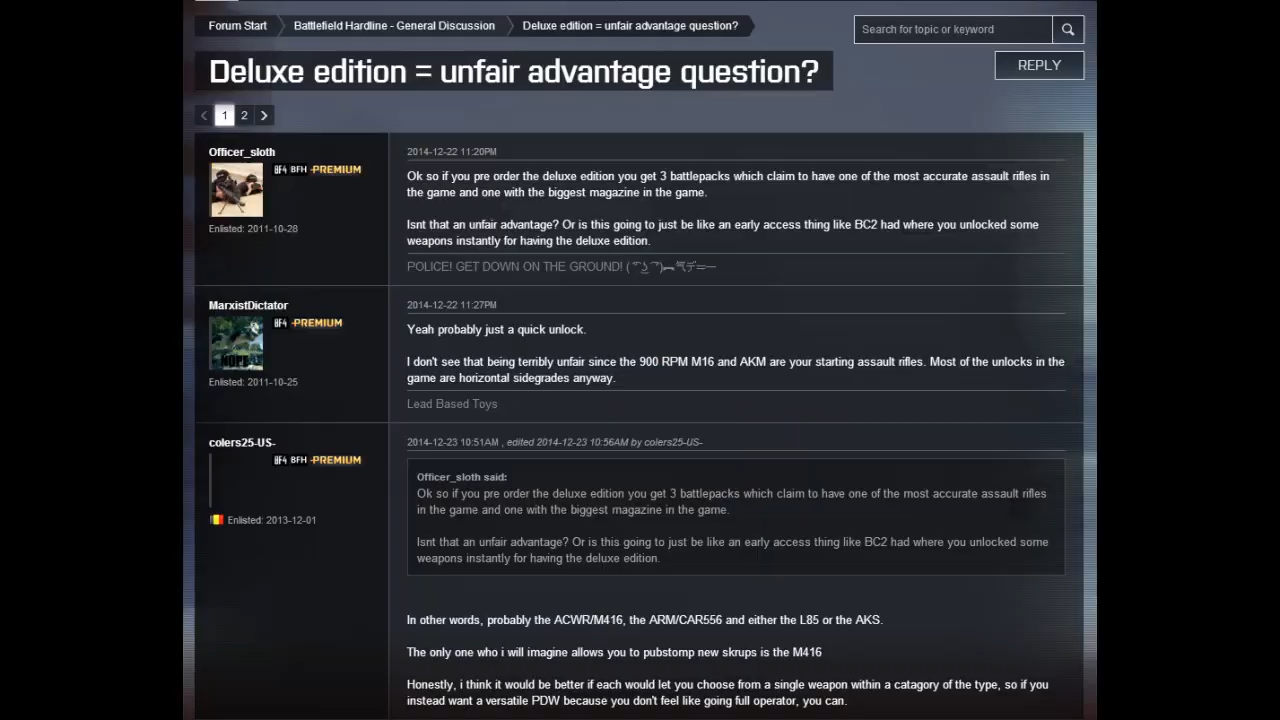 Forum Start
Battlefield Hardline - General Discussion
Deluxe edition = unfair advantage question?
Search for topic or keyword
Deluxe edition = unfair advantage question?
REPLY
1 2
Officer_sloth
BF4 BFH PREMIUM
Enlisted: 2011-10-28
2014-12-22 11:20PM
Ok so if you pre order the deluxe edition you get 3 battlepacks which claim to have one of the most accurate assault rifles in
the game and one with the biggest magazine in the game.
Isnt that an unfair advantage? Or is this going to just be like an early access thing like BC2 had where you unlocked some
weapons instantly for having the deluxe edition.
POLICE! GET DOWN ON THE GROUND!
MarxistDictator
BF4 PREMIUM
NOPE
Enlisted: 2011-10-25
2014-12-22 11:27PM
Yeah probably just a quick unlock.
I don't see that being terribly unfair since the 900 RPM M16 and AKM are your starting assault rifles. Most of the unlocks in the
game are horizontal sidegrades anyway.
Lead Based Toys
colers25-US-
BF4 BFH PREMIUM
Enlisted: 2013-12-01
2014-12-23 10:51AM , edited 2014-12-23 10:56AM by colers25-US-
Officer_sloth said:
Ok so if you pre order the deluxe edition you get 3 battlepacks which claim to have one of the most accurate assault rifles
in the game and one with the biggest magazine in the game.
Isnt that an unfair advantage? Or is this going to just be like an early access thing like BC2 had where you unlocked some
weapons instantly for having the deluxe edition.
In other words, probably the ACWR/M416, the ARM/CAR556 and either the L85 or the AKS.
The only one who i will imagine allows you to pubstomp new skrups is the M416
Honestly, i think it would be better if each would let you choose from a single weapon within a catagory of the type, so if you
instead want a versatile PDW because you don't feel like going full operator, you can.